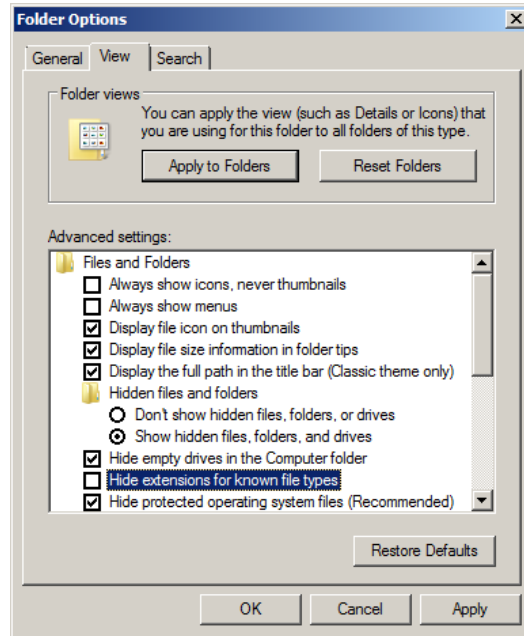 Folder Options
General View Search
Folder views
You can apply the view (such as Details or Icons) that
you are using for this folder to all folders of this type.
Apply to Folders Reset Folders
Advanced settings:
Files and Folders
Always show icons, never thumbnails
Always show menus
Display file icon on thumbnails
Display file size information in folder tips
Display the full path in the title bar (Classic theme only)
Hidden files and folders
Don't show hidden files, folders, or drives
Show hidden files, folders, and drives
Hide empty drives in the Computer folder
Hide extensions for known file types
Hide protected operating system files (Recommended)
Restore Defaults
OK Cancel Apply